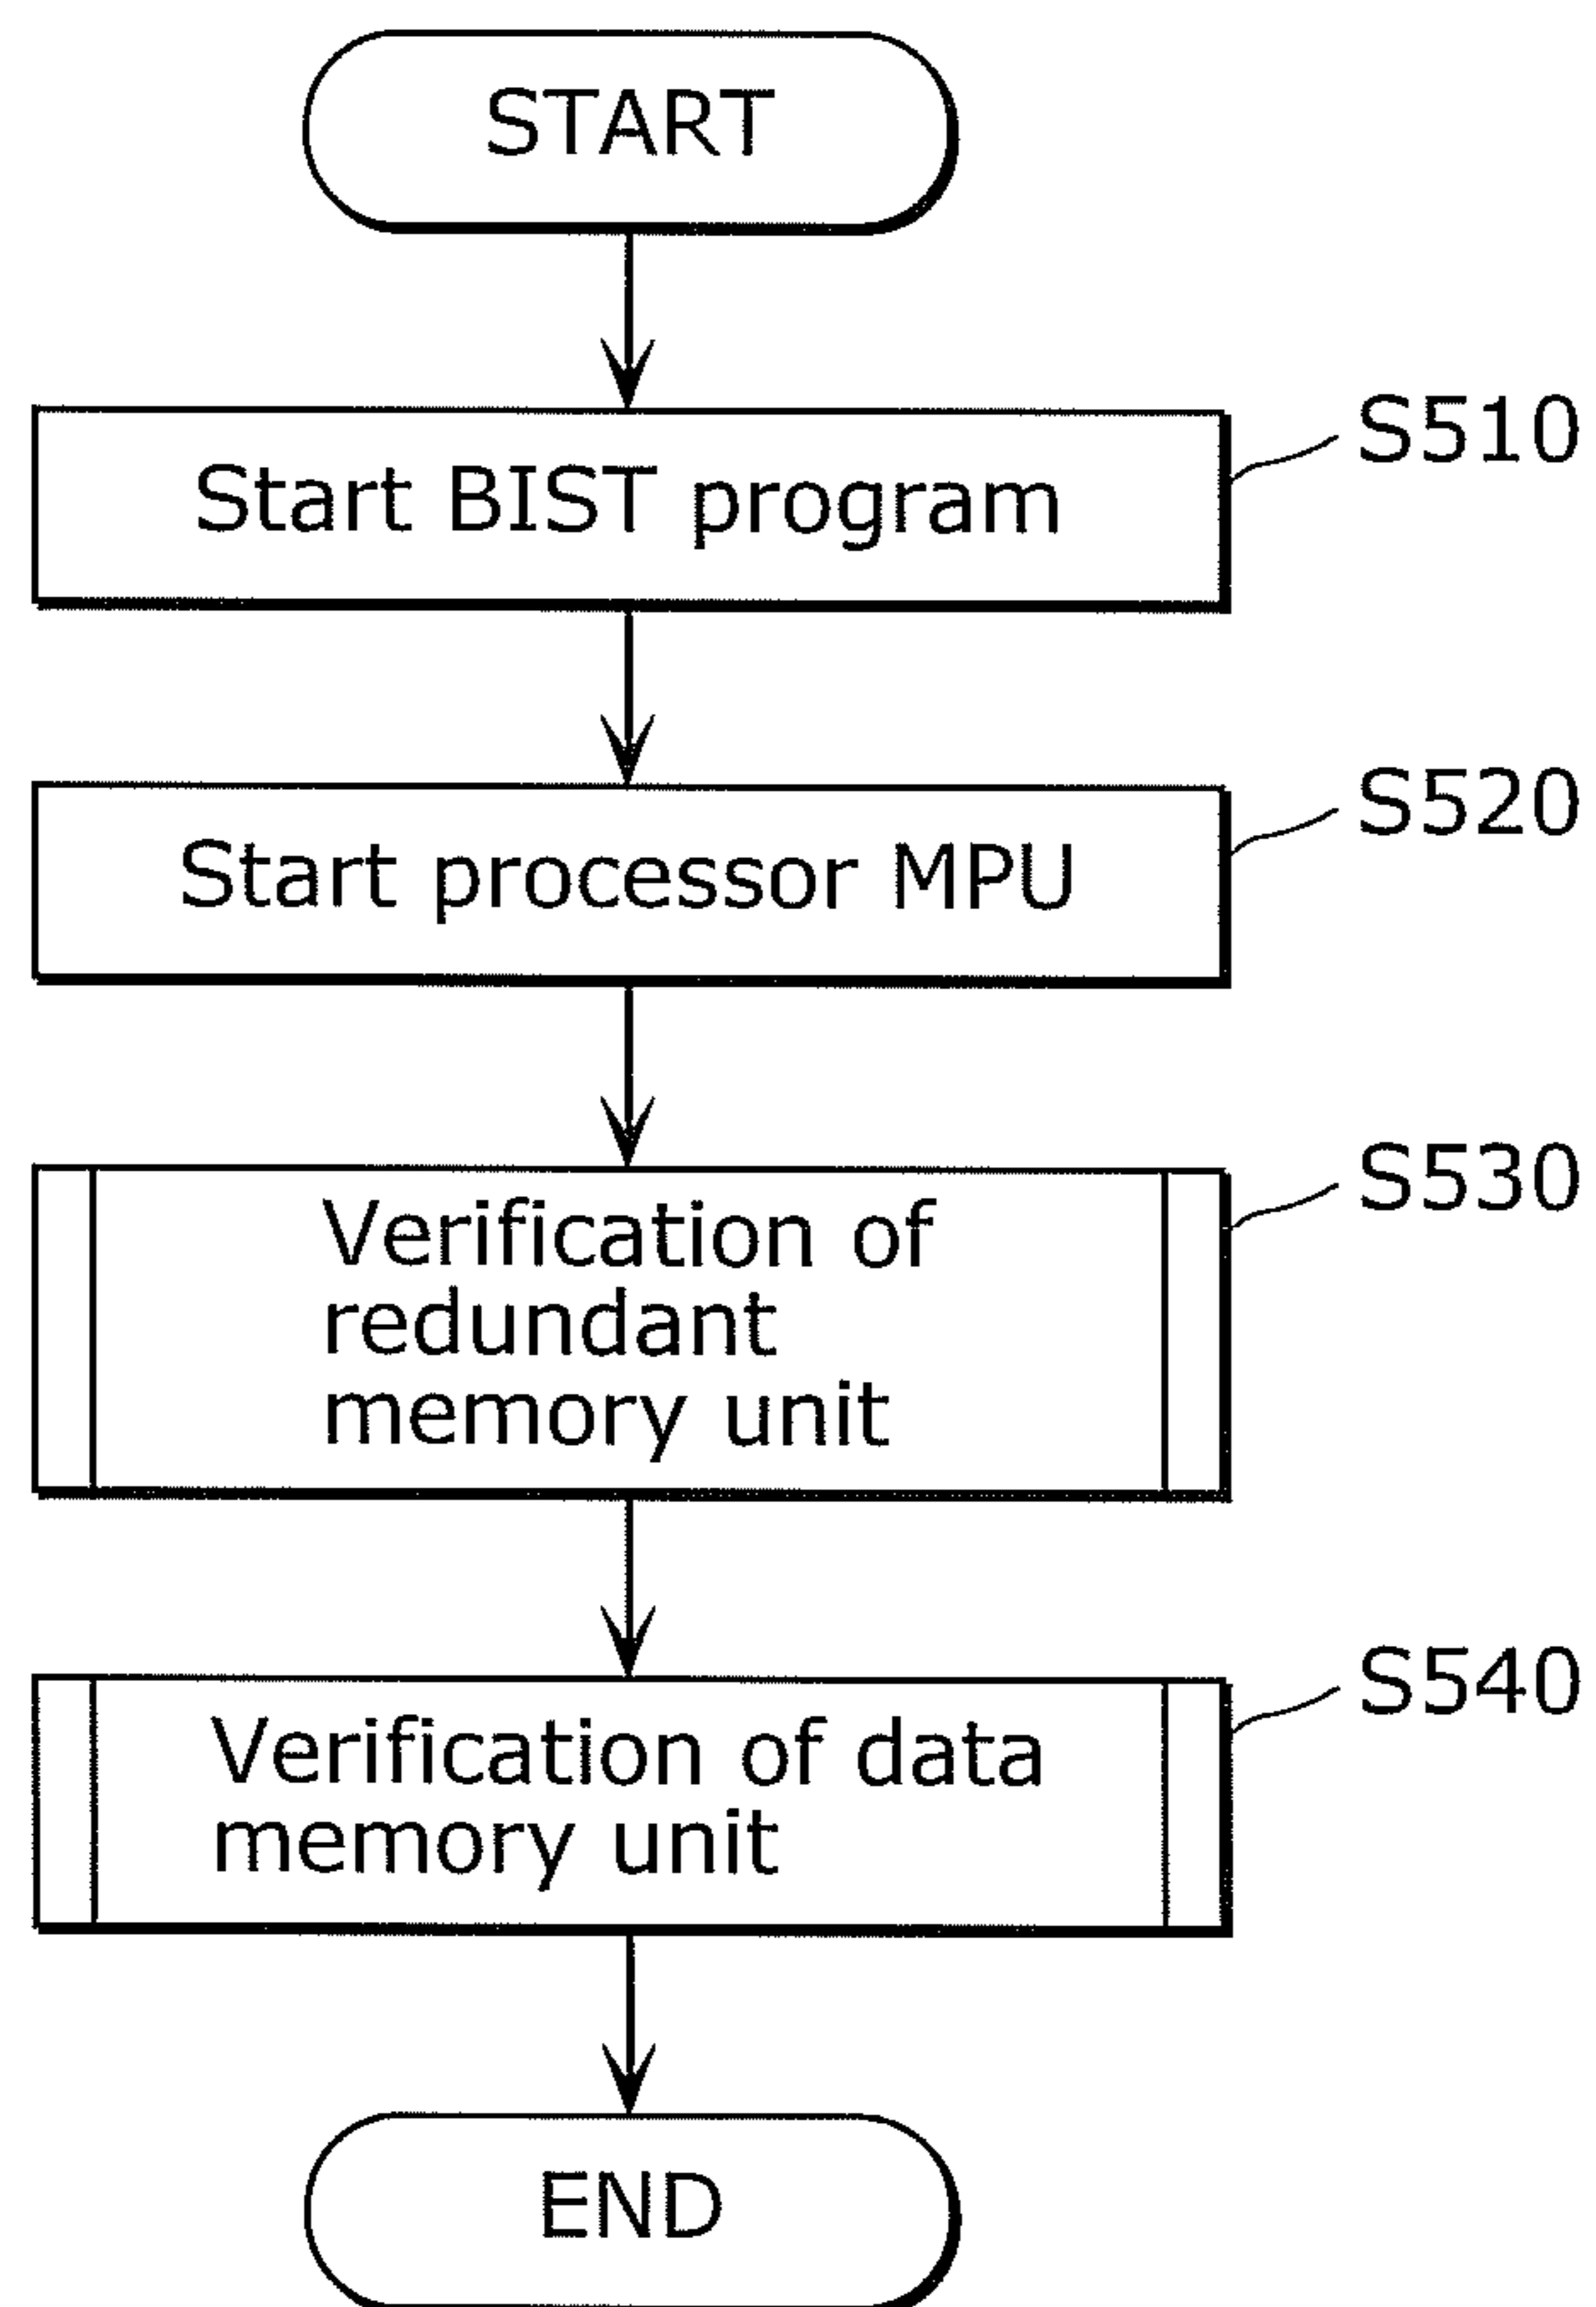 START
Start BIST program
S510
Start processor MPU
S520
Verification of
redundant
memory unit
S530
Verification of data
memory unit
S540
END